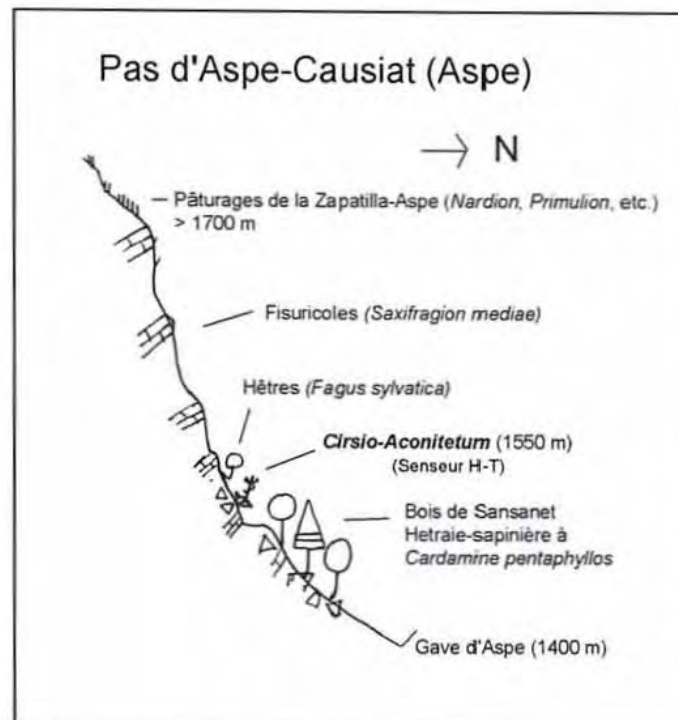 Pas d'Aspe-Causiat (Aspe)
N
Pâturages de la Zapatilla-Aspe (Nardion, Primulion, etc.)
> 1700 m
Fisuricoles (Saxifragion mediae)
Hêtres (Fagus sylvatica)
Cirsio-Aconitetum (1550 m)
(Senseur H-T)
Bois de Sansanet
Hetraie-sapinière à
Cardamine pentaphyllos
Gave d'Aspe (1400 m)